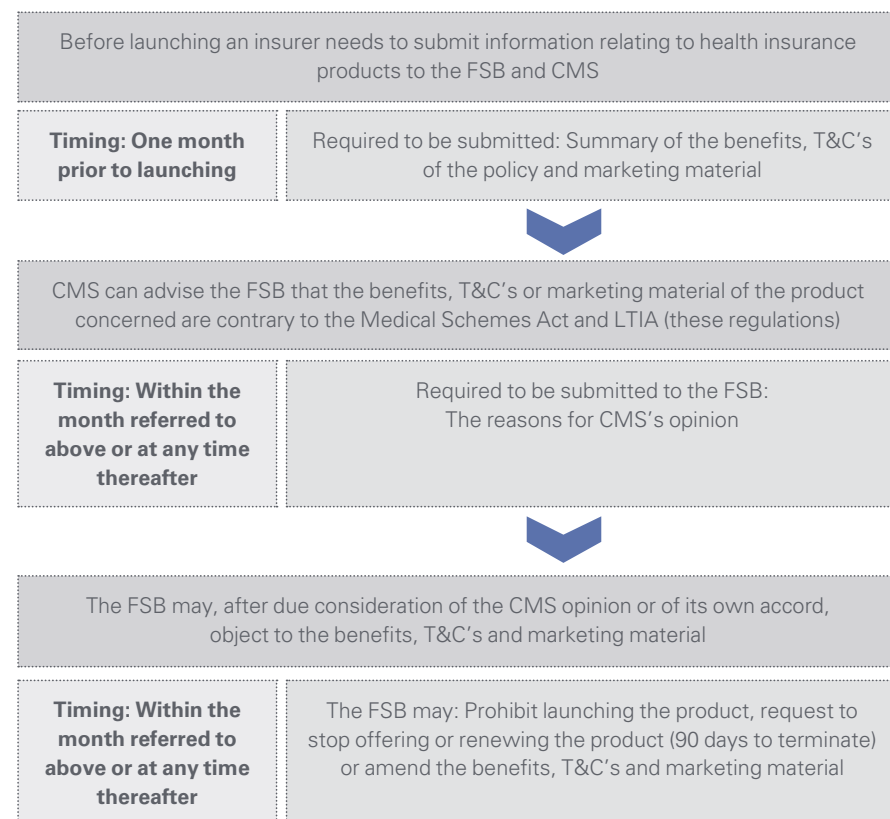 Before launching an insurer needs to submit information relating to health insurance
products to the FSB and CMS
Timing: One month
prior to launching
Required to be submitted: Summary of the benefits, T&C’s
of the policy and marketing material
CMS can advise the FSB that the benefits, T&C’s or marketing material of the product
concerned are contrary to the Medical Schemes Act and LTIA (these regulations)
Timing: Within the
month referred to
above or at any time
thereafter
Required to be submitted to the FSB:
The reasons for CMS’s opinion
The FSB may, after due consideration of the CMS opinion or of its own accord,
object to the benefits, T&C’s and marketing material
Timing: Within the
month referred to
above or at any time
thereafter
The FSB may: Prohibit launching the product, request to
stop offering or renewing the product (90 days to terminate)
or amend the benefits, T&C’s and marketing material